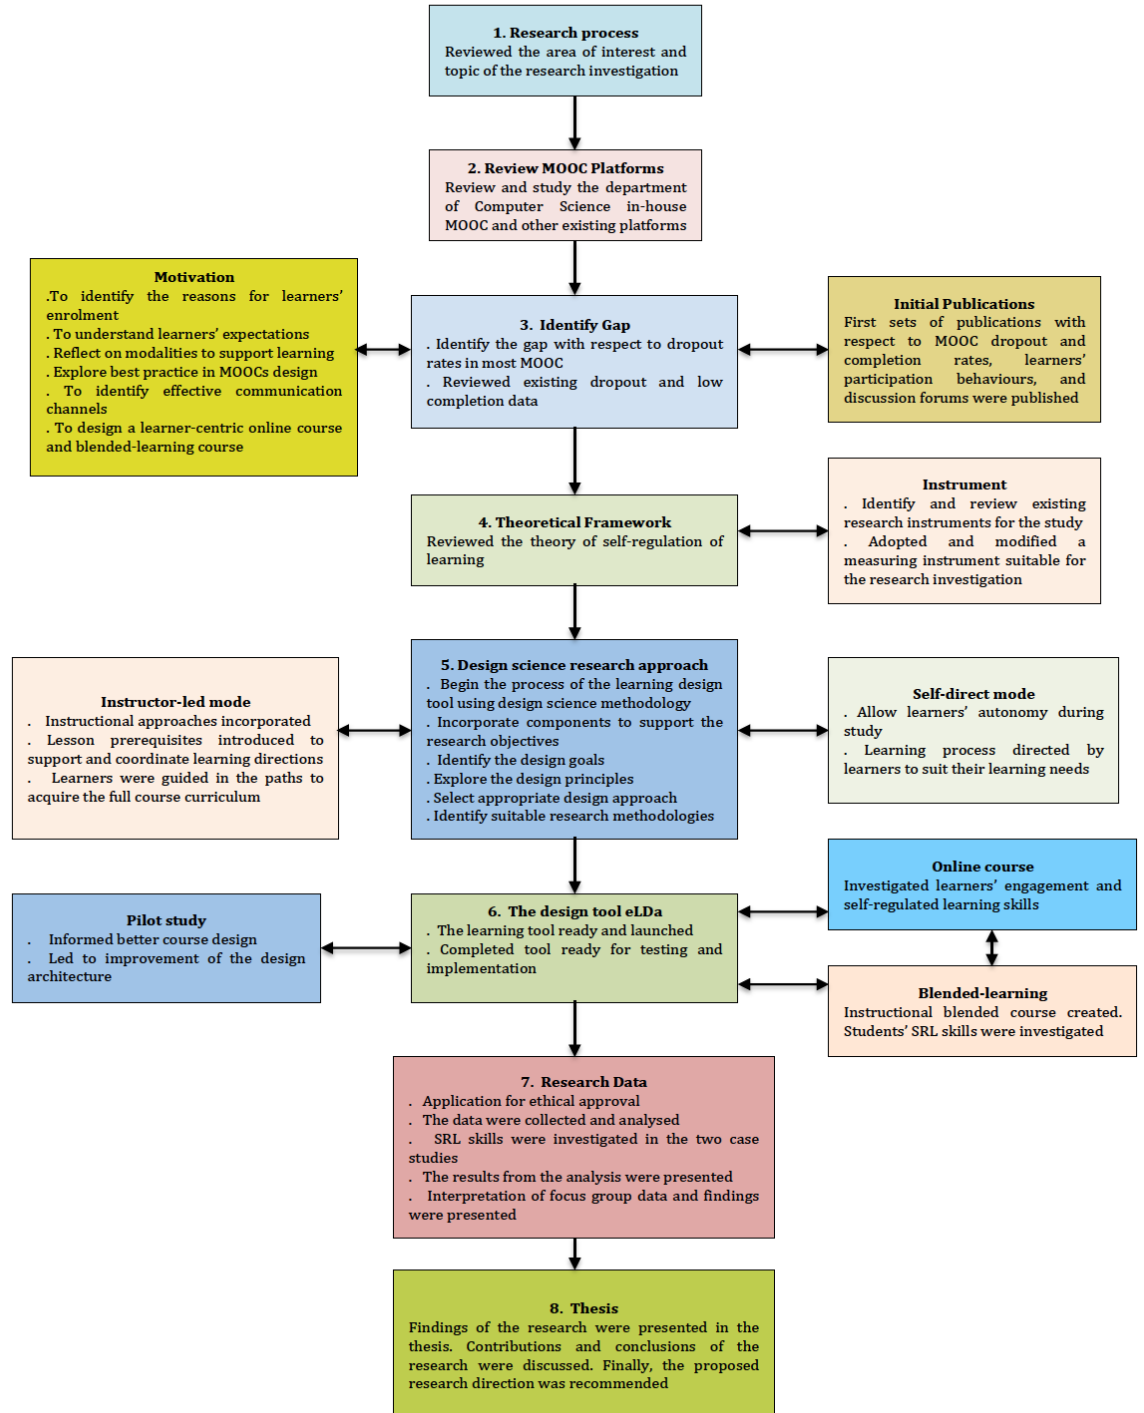 1. Research process
Reviewed the area of interest and
topic of the research investigation
2. Review MOOC Platforms
Review and study the department
of Computer Science in-house
MOOC and other existing platforms
Motivation
.To identify the reasons for learners’
enrolment
. To understand learners’ expectations
. Reflect on modalities to support learning
. Explore best practice in MOOCs design
. To identify effective communication
channels
. To design a learner-centric online course
and blended-learning course
3. Identify Gap
. Identify the gap with respect to dropout
rates in most MOOC
. Reviewed existing dropout and low
completion data
Initial Publications
First sets of publications with
respect to MOOC dropout and
completion rates, learners’
participation behaviours, and
discussion forums were published
4. Theoretical Framework
Reviewed the theory of self-regulation of
learning
Instrument
. Identify and review existing
research instruments for the study
. Adopted and modified a
measuring instrument suitable for
the research investigation
Instructor-led mode
. Instructional approaches incorporated
. Lesson prerequisites introduced to
support and coordinate learning directions
. Learners were guided in the paths to
acquire the full course curriculum
5. Design science research approach
. Begin the process of the learning design
tool using design science methodology
. Incorporate components to support the
research objectives
. Identify the design goals
. Explore the design principles
. Select appropriate design approach
. Identify suitable research methodologies
Self-direct mode
. Allow learners’ autonomy during
study
. Learning process directed by
learners to suit their learning needs
Pilot study
. Informed better course design
. Led to improvement of the design
architecture
6. The design tool eLDa
. The learning tool ready and launched
. Completed tool ready for testing and
implementation
Online course
Investigated learners’ engagement and
self-regulated learning skills
Blended-learning
Instructional blended course created.
Students’ SRL skills were investigated
7. Research Data
. Application for ethical approval
. The data were collected and analysed
. SRL skills were investigated in the two case
studies
. The results from the analysis were presented
. Interpretation of focus group data and findings
were presented
8. Thesis
Findings of the research were presented in the
thesis. Contributions and conclusions of the
research were discussed. Finally, the proposed
research direction was recommended